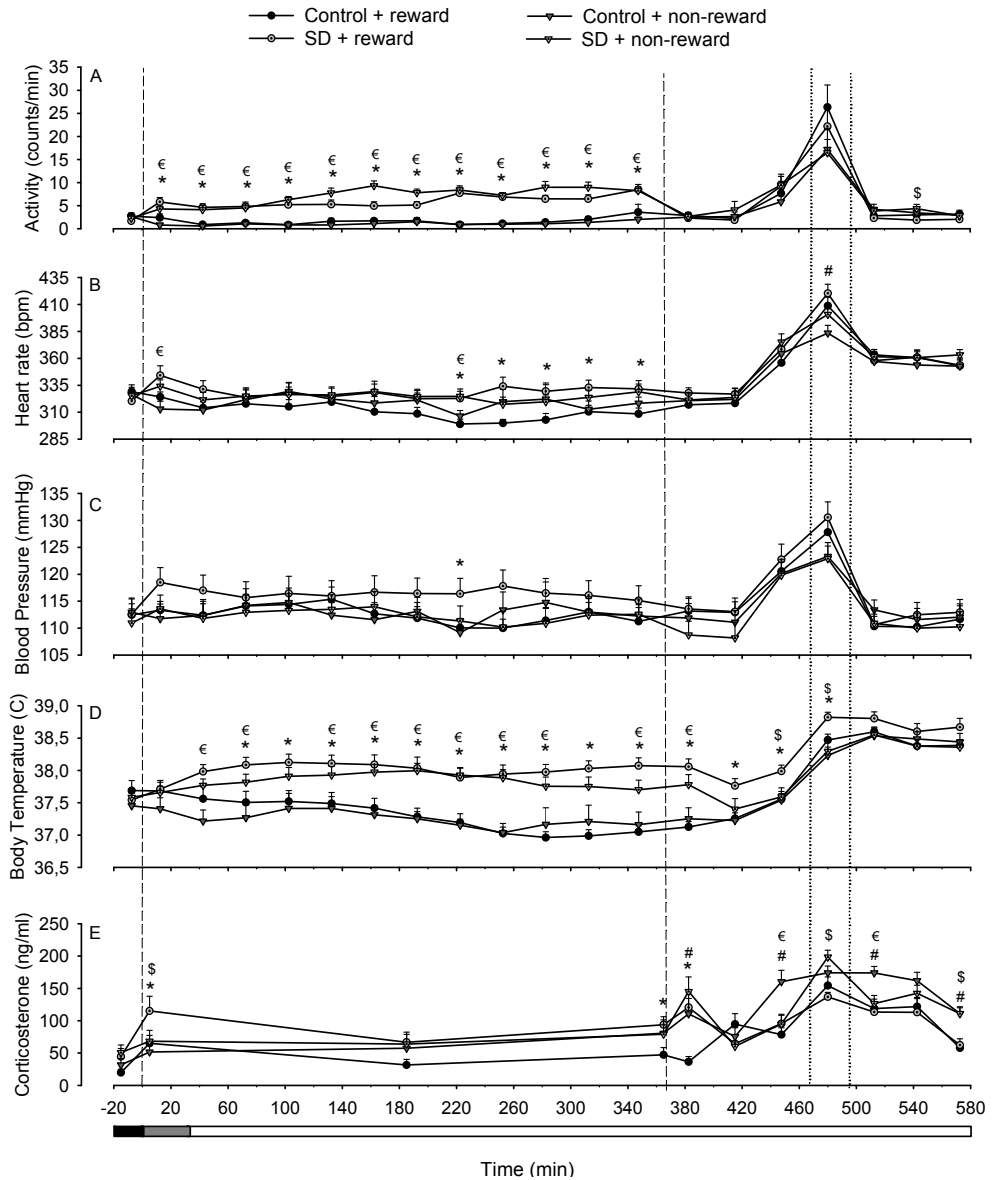 Control + reward
Control + non-reward
SD + reward
SD + non-reward
A
Activity (counts/min)
35
30
25
20
15
10
5
0
€ € € € € € € € € € € €
* * * * * * * * * * * *
$
B
Heart rate (bpm)
435
410
385
360
335
310
285
€ € #
* * * * *
C
Blood Pressure (mmHg)
135
130
125
120
115
110
105
*
D
Body Temperature (C)
39,0
38,5
38,0
37,5
37,0
36,5
€ € € € € € € € € € $ $
* * * * * * * * * * * * * *
E
Corticosterone (ng/ml)
250
200
150
100
50
0
$ # € $ € $
* * * # # #
-20 20 60 100 140 180 220 260 300 340 380 420 460 500 540 580
Time (min)